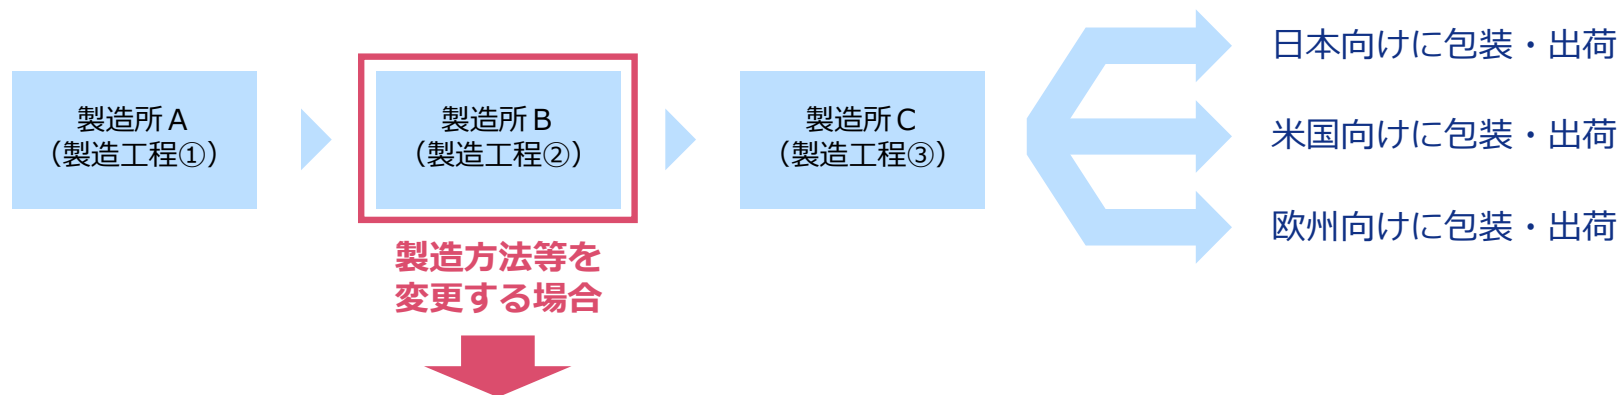 製造所A
（製造工程①）
製造所B
（製造工程②）
製造所C
（製造工程③）
日本向けに包装・出荷
米国向けに包装・出荷
欧州向けに包装・出荷
製造方法等を
変更する場合